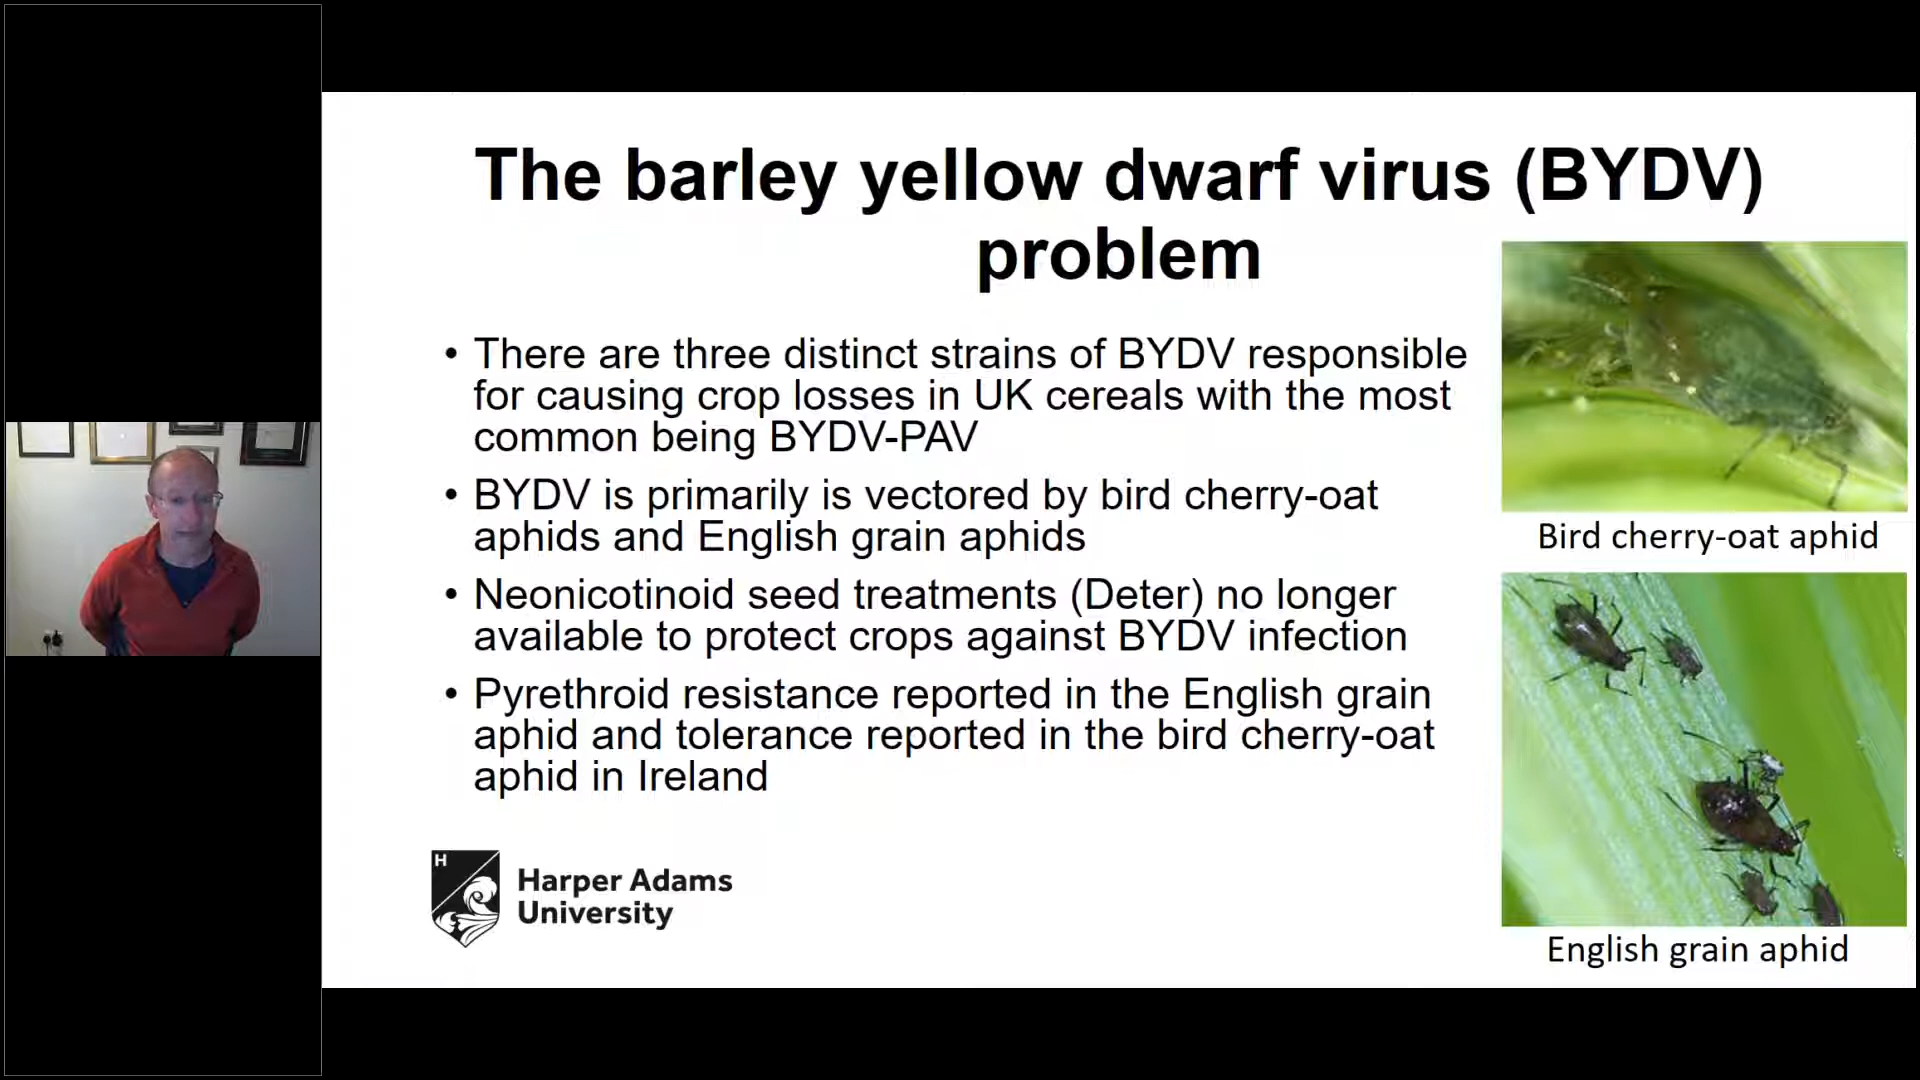 The barley yellow dwarf virus (BYDV)
problem
• There are three distinct strains of BYDV responsible
for causing crop losses in UK cereals with the most
common being BYDV-PAV
• BYDV is primarily is vectored by bird cherry-oat
aphids and English grain aphids
• Neonicotinoid seed treatments (Deter) no longer
available to protect crops against BYDV infection
• Pyrethroid resistance reported in the English grain
aphid and tolerance reported in the bird cherry-oat
aphid in Ireland
Bird cherry-oat aphid
English grain aphid
H
Harper Adams
University